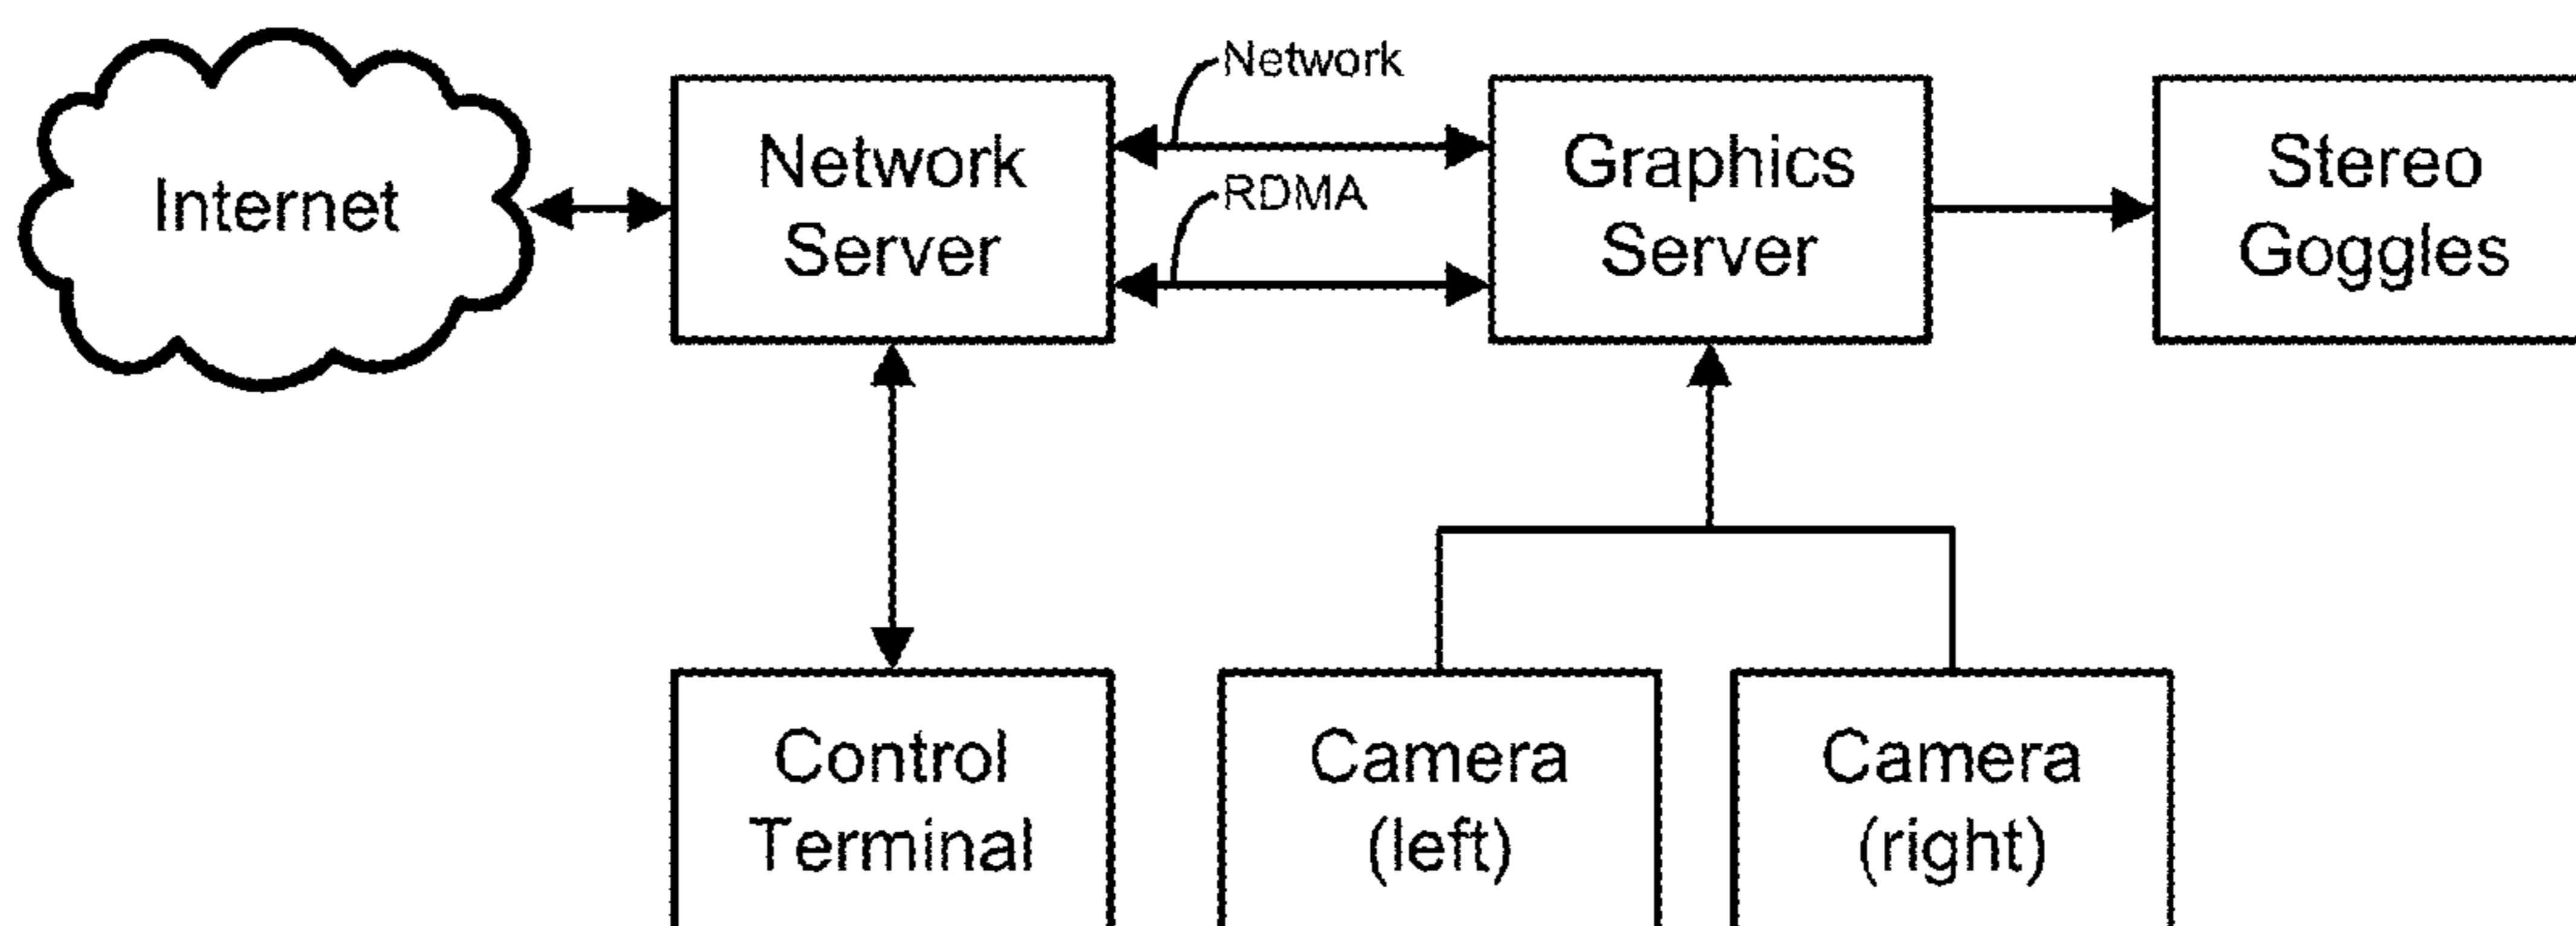 Internet
Network
Server
Network
RDMA
Graphics
Server
Stereo
Goggles
Control
Terminal
Camera
(left)
Camera
(right)